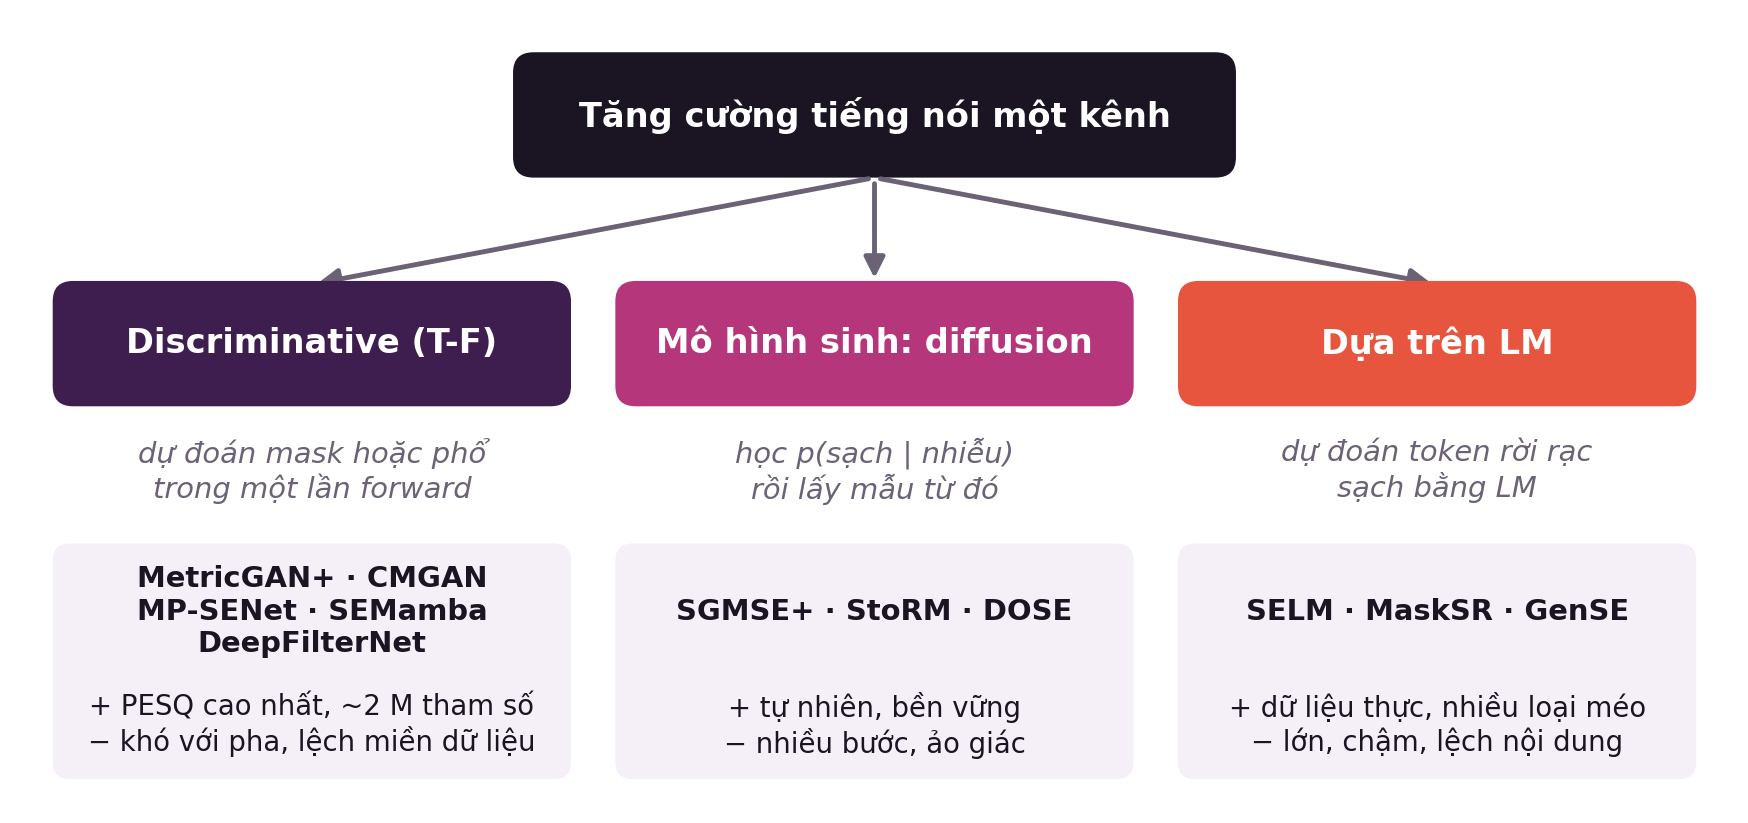 Tăng cường tiếng nói một kênh
Discriminative (T-F)
dự đoán mask hoặc phổ
trong một lần forward
MetricGAN+ · CMGAN
MP-SENet · SEMamba
DeepFilterNet
+ PESQ cao nhất, ~2 M tham số
− khó với pha, lệch miền dữ liệu
Mô hình sinh: diffusion
học p(sạch | nhiễu)
rồi lấy mẫu từ đó
SGMSE+ · StoRM · DOSE
+ tự nhiên, bền vững
− nhiều bước, ảo giác
Dựa trên LM
dự đoán token rời rạc
sạch bằng LM
SELM · MaskSR · GenSE
+ dữ liệu thực, nhiều loại méo
− lớn, chậm, lệch nội dung